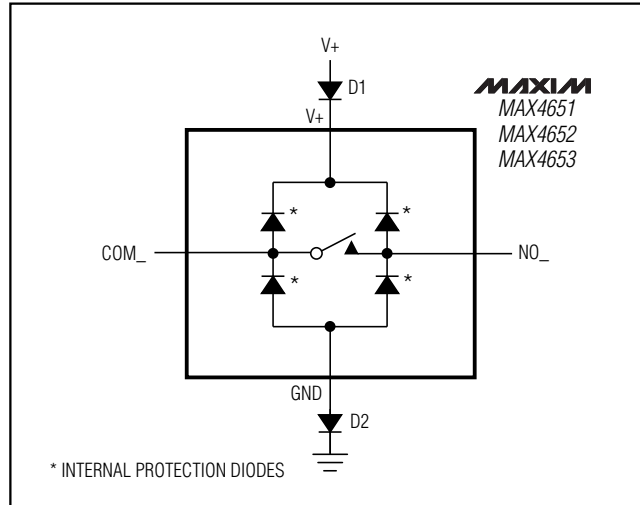 V+
D1
MAXIM
MAX4651
MAX4652
MAX4653
V+
*
*
COM_
NO_
*
*
GND
D2
* INTERNAL PROTECTION DIODES